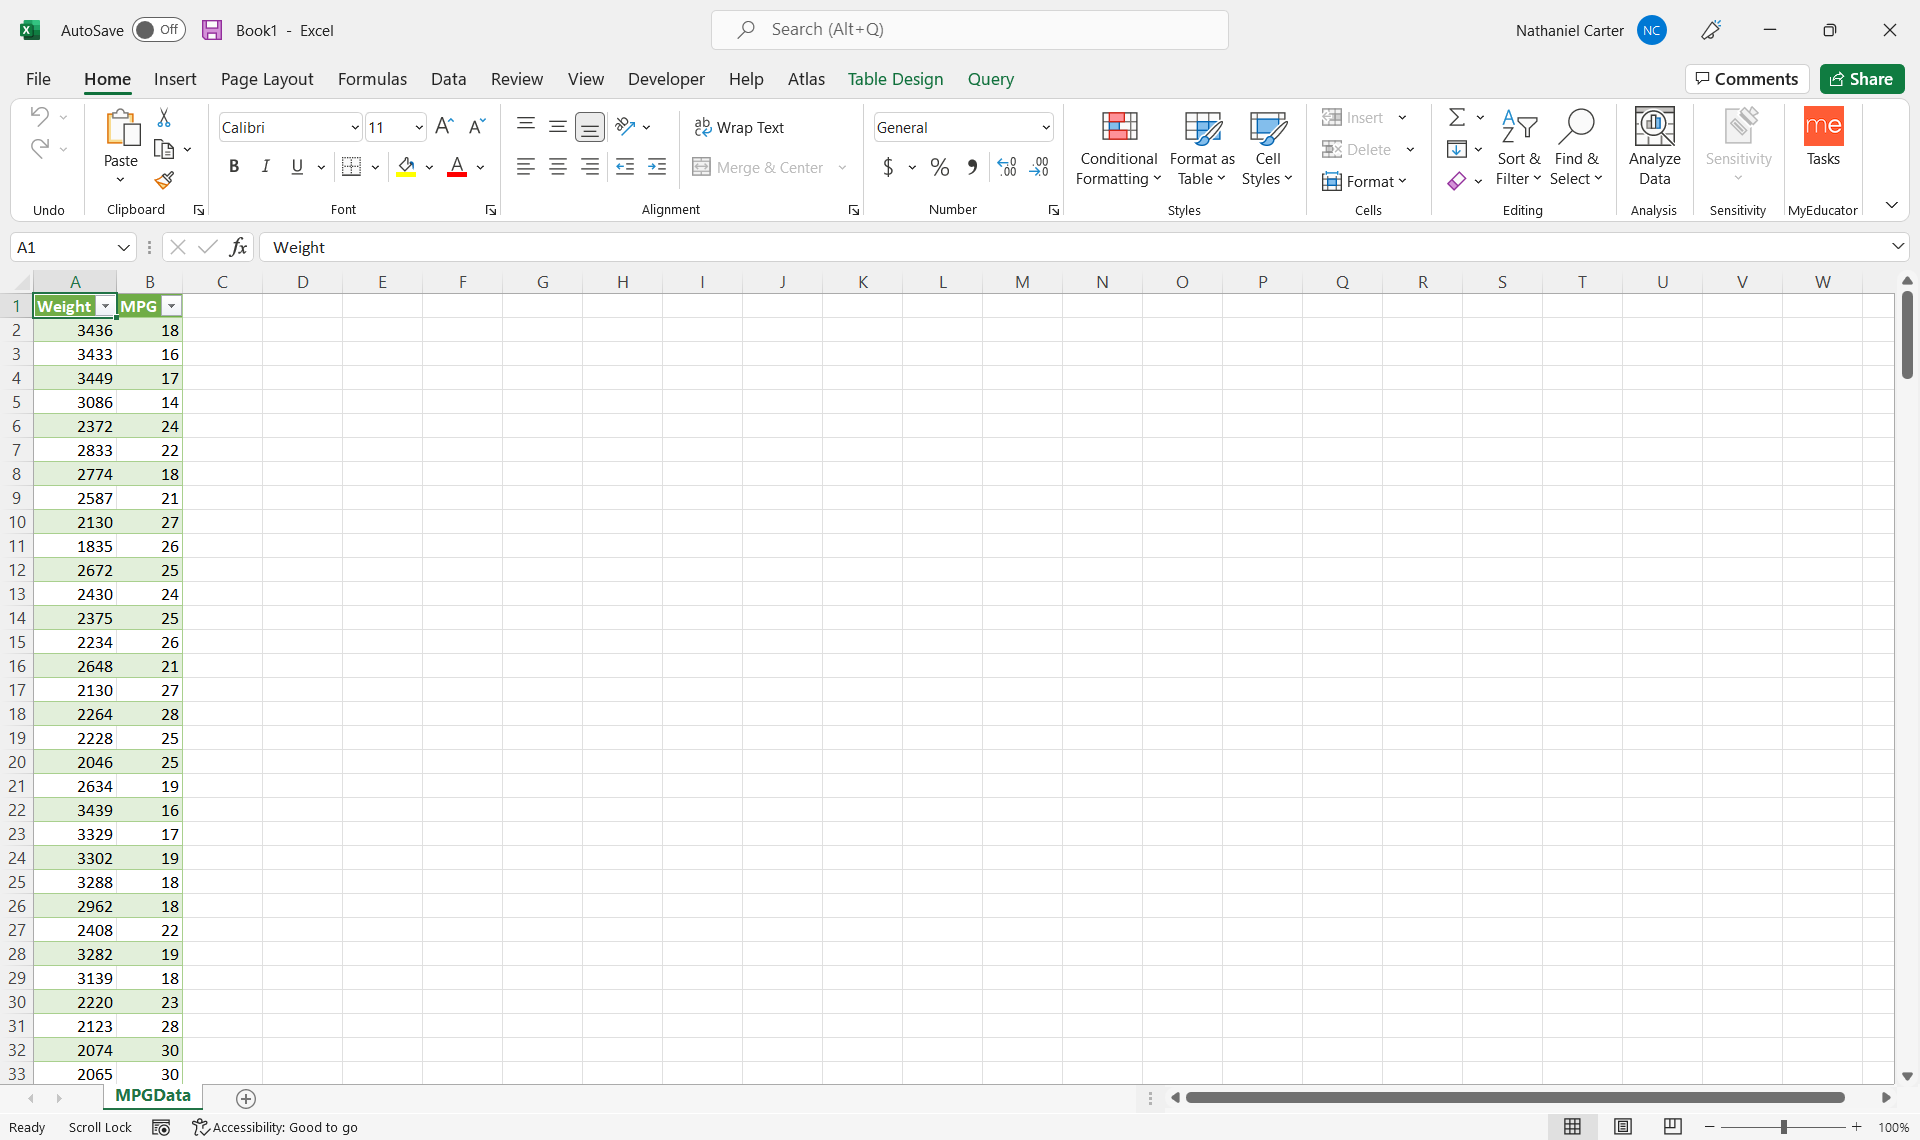 AutoSave Off Book1 - Excel Search (Alt+Q) Nathaniel Carter NC
File Home Insert Page Layout Formulas Data Review View Developer Help Atlas Table Design Query Comments Share
Calibri 11 Wrap Text General Insert me
Paste B I U A Merge & Center $ % Conditional Formatting Format as Table Cell Styles Delete Sort & Filter Find & Select Analyze Data Sensitivity Tasks
Format
Undo Clipboard Font Alignment Number Styles Cells Editing Analysis Sensitivity MyEducator
A1 fx Weight
A B C D E F G H I J K L M N O P Q R S T U V W
1 Weight MPG
2 3436 18
3 3433 16
4 3449 17
5 3086 14
6 2372 24
7 2833 22
8 2774 18
9 2587 21
10 2130 27
11 1835 26
12 2672 25
13 2430 24
14 2375 25
15 2234 26
16 2648 21
17 2130 27
18 2264 28
19 2228 25
20 2046 25
21 2634 19
22 3439 16
23 3329 17
24 3302 19
25 3288 18
26 2962 18
27 2408 22
28 3282 19
29 3139 18
30 2220 23
31 2123 28
32 2074 30
33 2065 30
MPGData
Ready Scroll Lock Accessibility: Good to go 100%